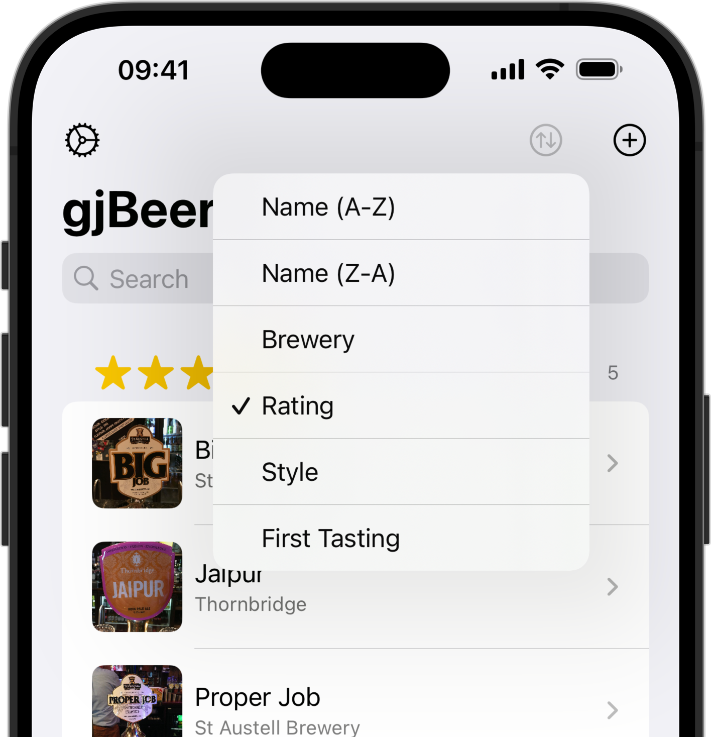 09:41
gjBeer
Name (A-Z)
Search
Name (Z-A)
Brewery
5
Rating
BIG
JOB
Bi
St
Style
First Tasting
Thornbridge
JAIPUR
Jaipur
Thornbridge
PROPER JOB
Proper Job
St Austell Brewery